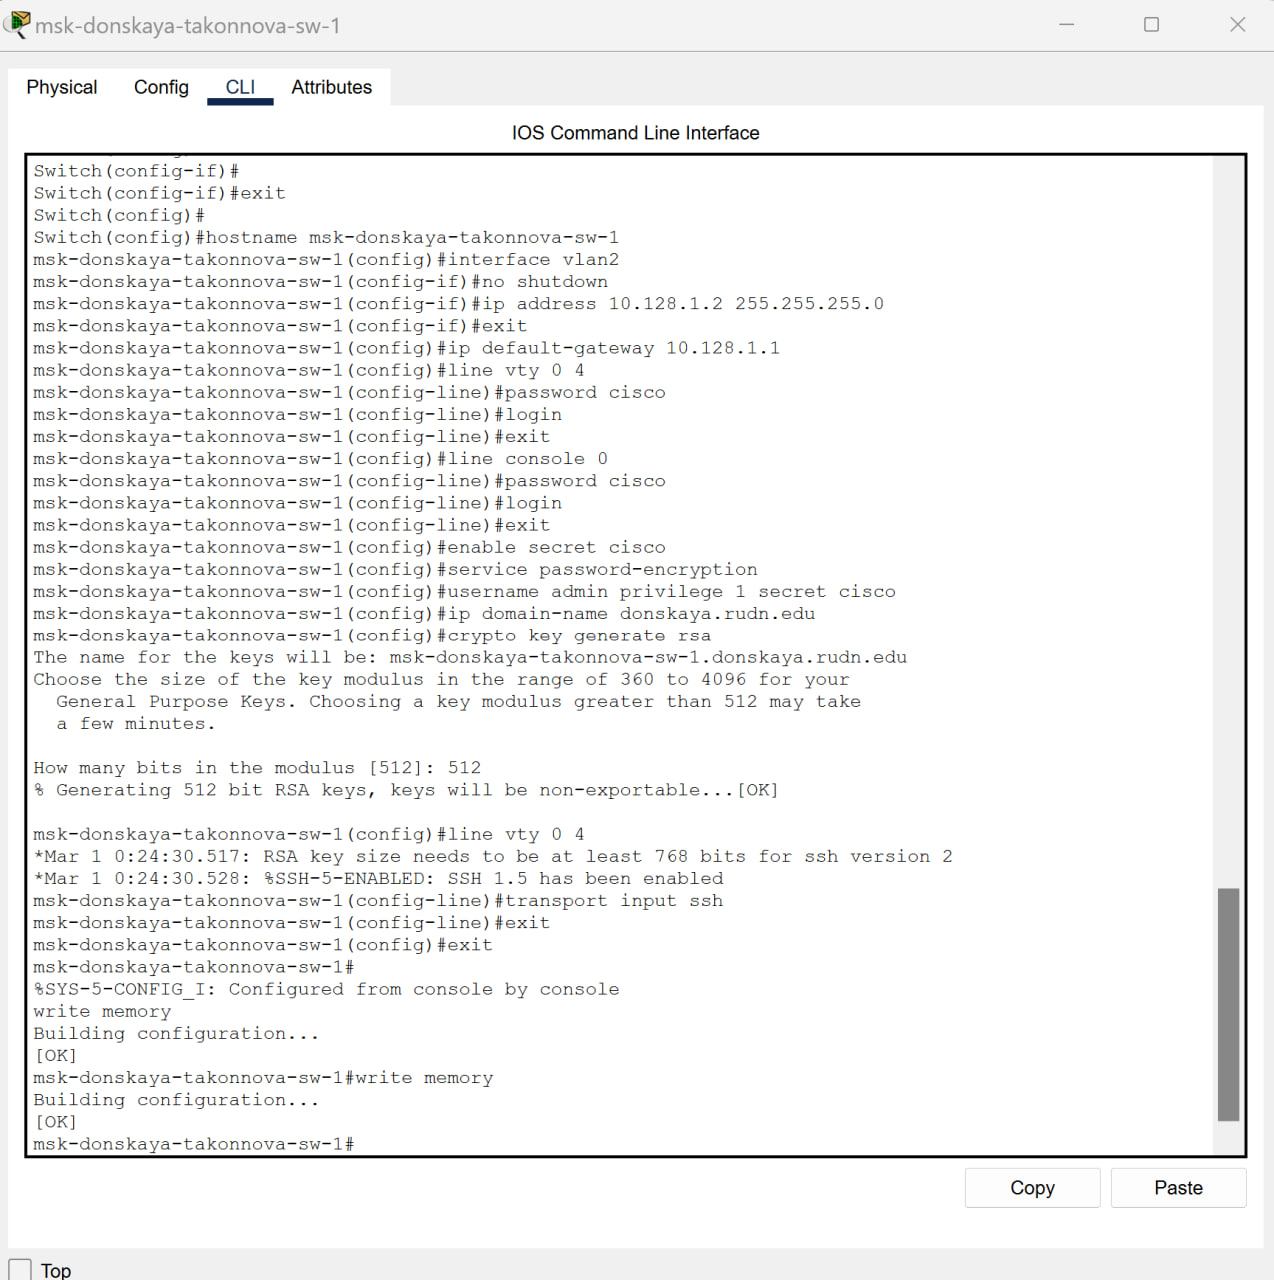 msk-donskaya-takonnova-sw-1
Physical Config CLI Attributes
IOS Command Line Interface
Switch(config-if)#
Switch(config-if)#exit
Switch(config)#
Switch(config)#hostname msk-donskaya-takonnova-sw-1
msk-donskaya-takonnova-sw-1(config)#interface vlan2
msk-donskaya-takonnova-sw-1(config-if)#no shutdown
msk-donskaya-takonnova-sw-1(config-if)#ip address 10.128.1.2 255.255.255.0
msk-donskaya-takonnova-sw-1(config-if)#exit
msk-donskaya-takonnova-sw-1(config)#ip default-gateway 10.128.1.1
msk-donskaya-takonnova-sw-1(config)#line vty 0 4
msk-donskaya-takonnova-sw-1(config-line)#password cisco
msk-donskaya-takonnova-sw-1(config-line)#login
msk-donskaya-takonnova-sw-1(config-line)#exit
msk-donskaya-takonnova-sw-1(config)#line console 0
msk-donskaya-takonnova-sw-1(config-line)#password cisco
msk-donskaya-takonnova-sw-1(config-line)#login
msk-donskaya-takonnova-sw-1(config-line)#exit
msk-donskaya-takonnova-sw-1(config)#enable secret cisco
msk-donskaya-takonnova-sw-1(config)#service password-encryption
msk-donskaya-takonnova-sw-1(config)#username admin privilege 1 secret cisco
msk-donskaya-takonnova-sw-1(config)#ip domain-name donskaya.rudn.edu
msk-donskaya-takonnova-sw-1(config)#crypto key generate rsa
The name for the keys will be: msk-donskaya-takonnova-sw-1.donskaya.rudn.edu
Choose the size of the key modulus in the range of 360 to 4096 for your
General Purpose Keys. Choosing a key modulus greater than 512 may take
a few minutes.
How many bits in the modulus [512]: 512
% Generating 512 bit RSA keys, keys will be non-exportable...[OK]
msk-donskaya-takonnova-sw-1(config)#line vty 0 4
*Mar 1 0:24:30.517: RSA key size needs to be at least 768 bits for ssh version 2
*Mar 1 0:24:30.528: %SSH-5-ENABLED: SSH 1.5 has been enabled
msk-donskaya-takonnova-sw-1(config-line)#transport input ssh
msk-donskaya-takonnova-sw-1(config-line)#exit
msk-donskaya-takonnova-sw-1(config)#exit
msk-donskaya-takonnova-sw-1#
%SYS-5-CONFIG_I: Configured from console by console
write memory
Building configuration...
[OK]
msk-donskaya-takonnova-sw-1#write memory
Building configuration...
[OK]
msk-donskaya-takonnova-sw-1#
Copy Paste
Top